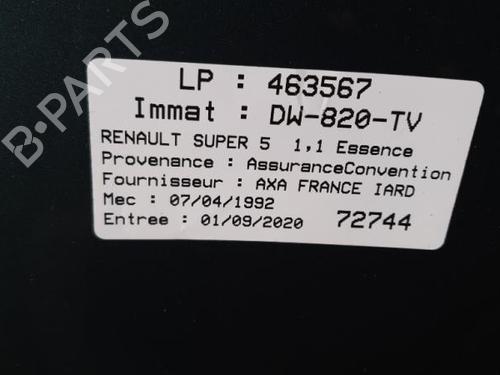 LP : 463567
Immat : DW-820-TV
RENAULT SUPER 5 1,1 Essence
Provenance : AssuranceConvention
Fournisseur : AXA FRANCE IARD
Mec : 07/04/1992
Entree : 01/09/2020 72744
B-PARTS